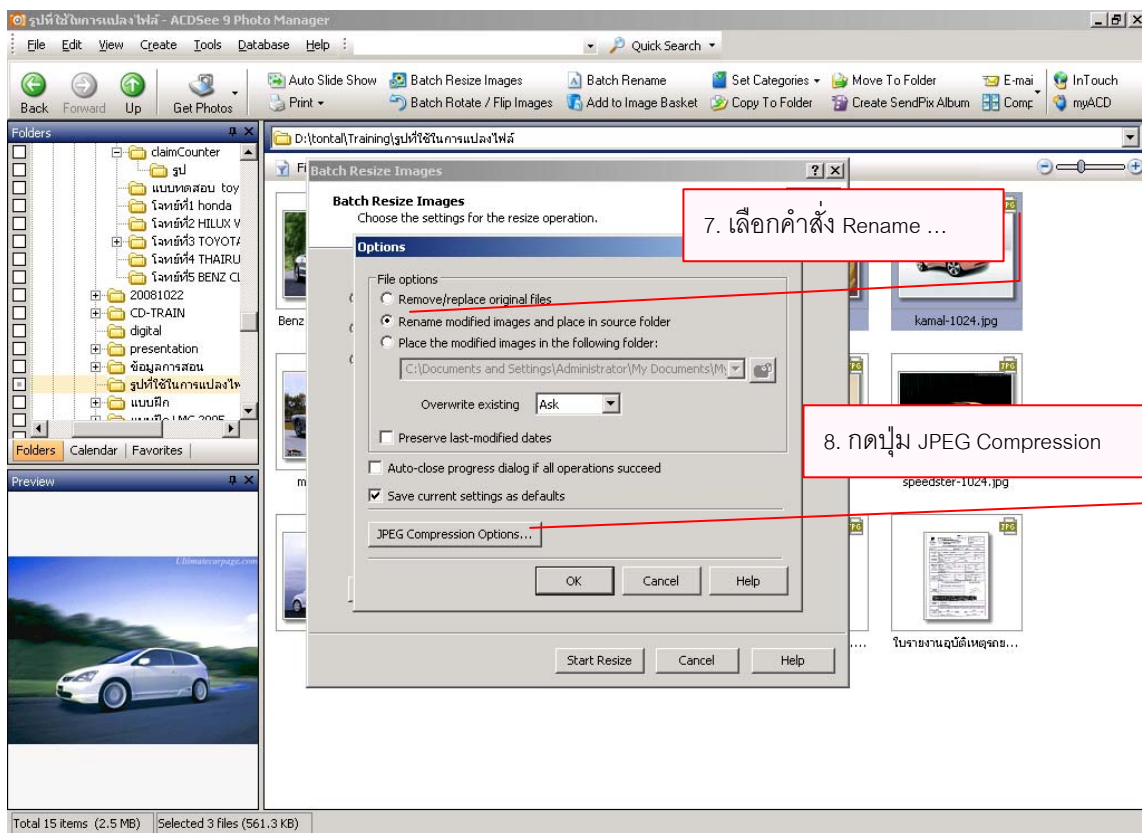 รูปที่ใช้ในการแปลงไฟล์ - ACDSee 9 Photo Manager
File Edit View Create Tools Database Help Quick Search
Auto Slide Show Batch Resize Images Batch Rename Set Categories Move To Folder E-mai InTouch
Back Forward Up Get Photos Print Batch Rotate / Flip Images Add to Image Basket Copy To Folder Create SendPix Album Comp myACD
Folders
D:\tontal\Training\รูปที่ใช้ในการแปลงไฟล์
claimCounter
รูป
แบบทดสอบ toy
โจทย์ที่1 honda
โจทย์ที่2 HILUX V
โจทย์ที่3 TOYOTA
โจทย์ที่4 THAIRU
โจทย์ที่5 BENZ CL
20081022
CD-TRAIN
digital
presentation
ข้อมูลการสอน
รูปที่ใช้ในการแปลงไฟ
แบบฝึก
แบบฝึก LMG 2005
Folders Calendar Favorites
Preview
Ultimatecarpage.com
Fi
Batch Resize Images
Batch Resize Images
Choose the settings for the resize operation.
7. เลือกคำสั่ง Rename ...
Options
File options
Remove/replace original files
Rename modified images and place in source folder
Place the modified images in the following folder:
C:\Documents and Settings\Administrator\My Documents\My
Overwrite existing Ask
Preserve last-modified dates
Auto-close progress dialog if all operations succeed
Save current settings as defaults
JPEG Compression Options...
OK Cancel Help
8. กดปุ่ม JPEG Compression
Start Resize Cancel Help
Benz
kamal-1024.jpg
m
speedster-1024.jpg
ใบรายงานอุบัติเหตุรถย...
JPG
JPG
JPG
JPG
Total 15 items (2.5 MB) Selected 3 files (561.3 KB)